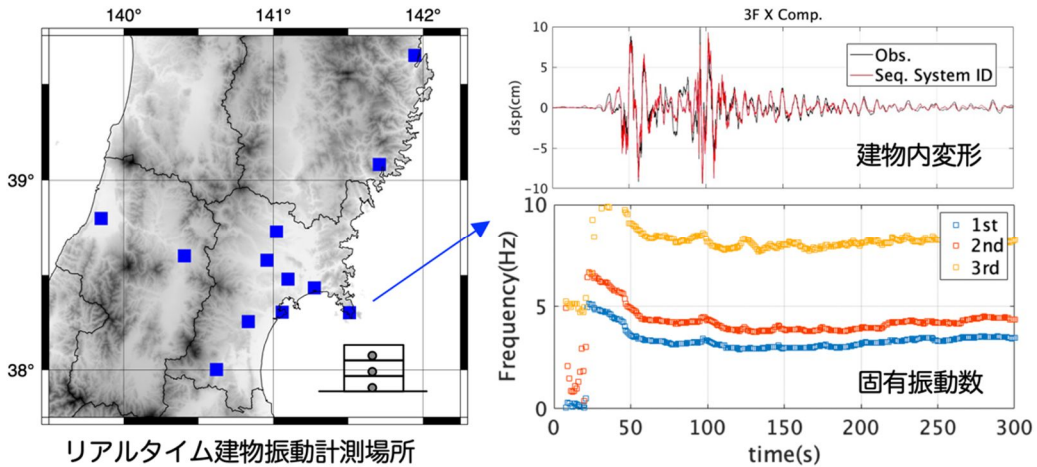 140° 141° 142°
39°
38°
リアルタイム建物振動計測場所
3F X Comp.
dsp(cm)
10
5
0
−5
−10
Obs.
Seq. System ID
建物内変形
Frequency(Hz)
10
5
0
1st
2nd
3rd
固有振動数
0 50 100 150 200 250 300
time(s)